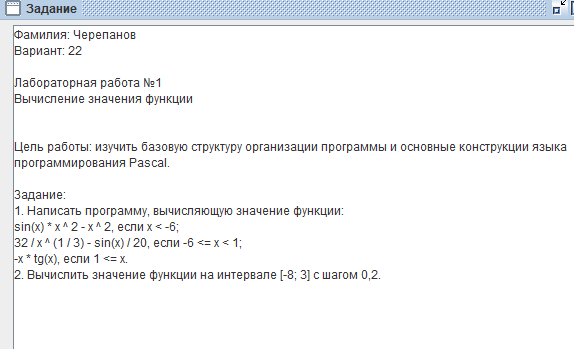 Задание
Фамилия: Черепанов
Вариант: 22
Лабораторная работа №1
Вычисление значения функции
Цель работы: изучить базовую структуру организации программы и основные конструкции языка
программирования Pascal.
Задание:
1. Написать программу, вычисляющую значение функции:
sin(x) * x ^ 2 - x ^ 2, если x < -6;
32 / x ^ (1 / 3) - sin(x) / 20, если -6 <= x < 1;
-x * tg(x), если 1 <= x.
2. Вычислить значение функции на интервале [-8; 3] с шагом 0,2.